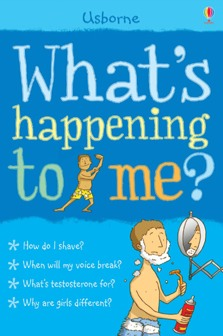 Usborne
What's
happening
to me?
* How do I shave?
* When will my voice break?
* What's testosterone for?
* Why are girls different?